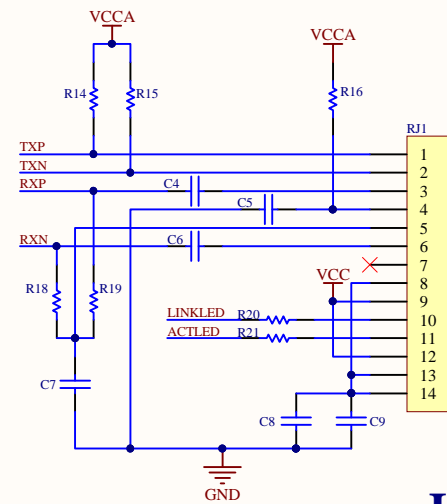 VCCA
VCCA
R14
R15
R16
RJ1
TXP
1
TXN
2
RXP
C4
3
C5
4
5
RXN
C6
6
7
VCC
8
R18
R19
9
LINKLED
R20
10
ACTLED
R21
11
12
C7
13
14
C8
C9
GND